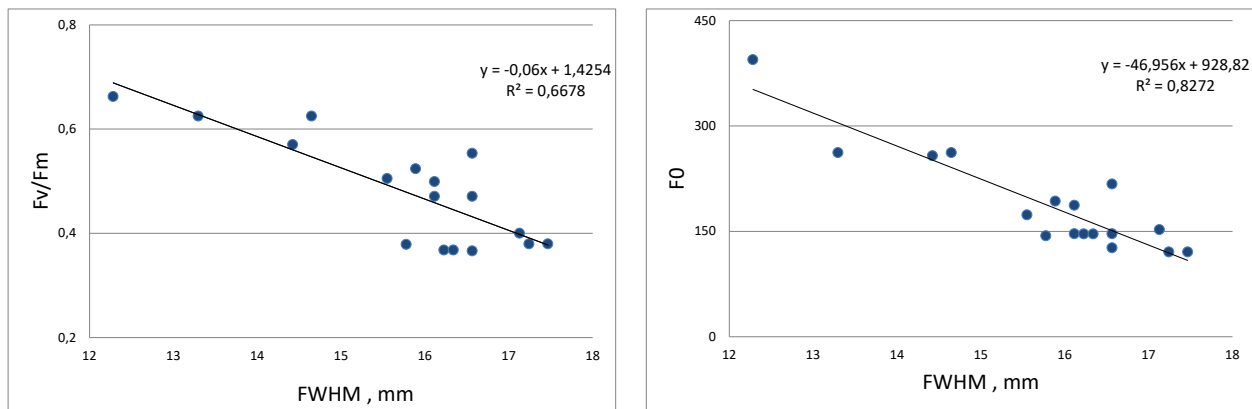 0,8
0,6
0,4
0,2
Fv/Fm
y = -0,06x + 1,4254
R² = 0,6678
12 13 14 15 16 17 18
FWHM , mm
450
300
150
0
F0
y = -46,956x + 928,82
R² = 0,8272
12 13 14 15 16 17 18
FWHM , mm